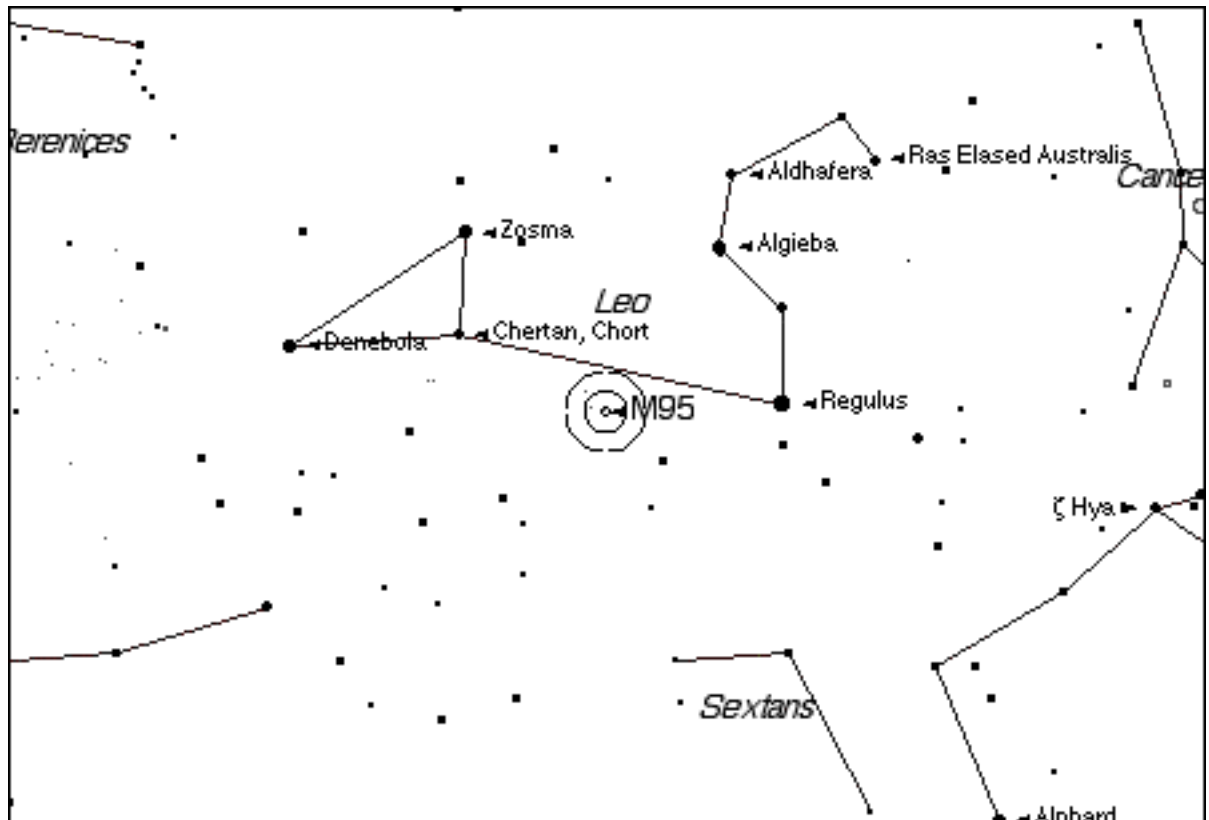 Berenices
Aldhafera
Ras Elased Australis
Cance
Zosma
Algieba
Leo
Denebola
Chertan, Chort
M95
Regulus
ζ Hya
Sextans
Alphard